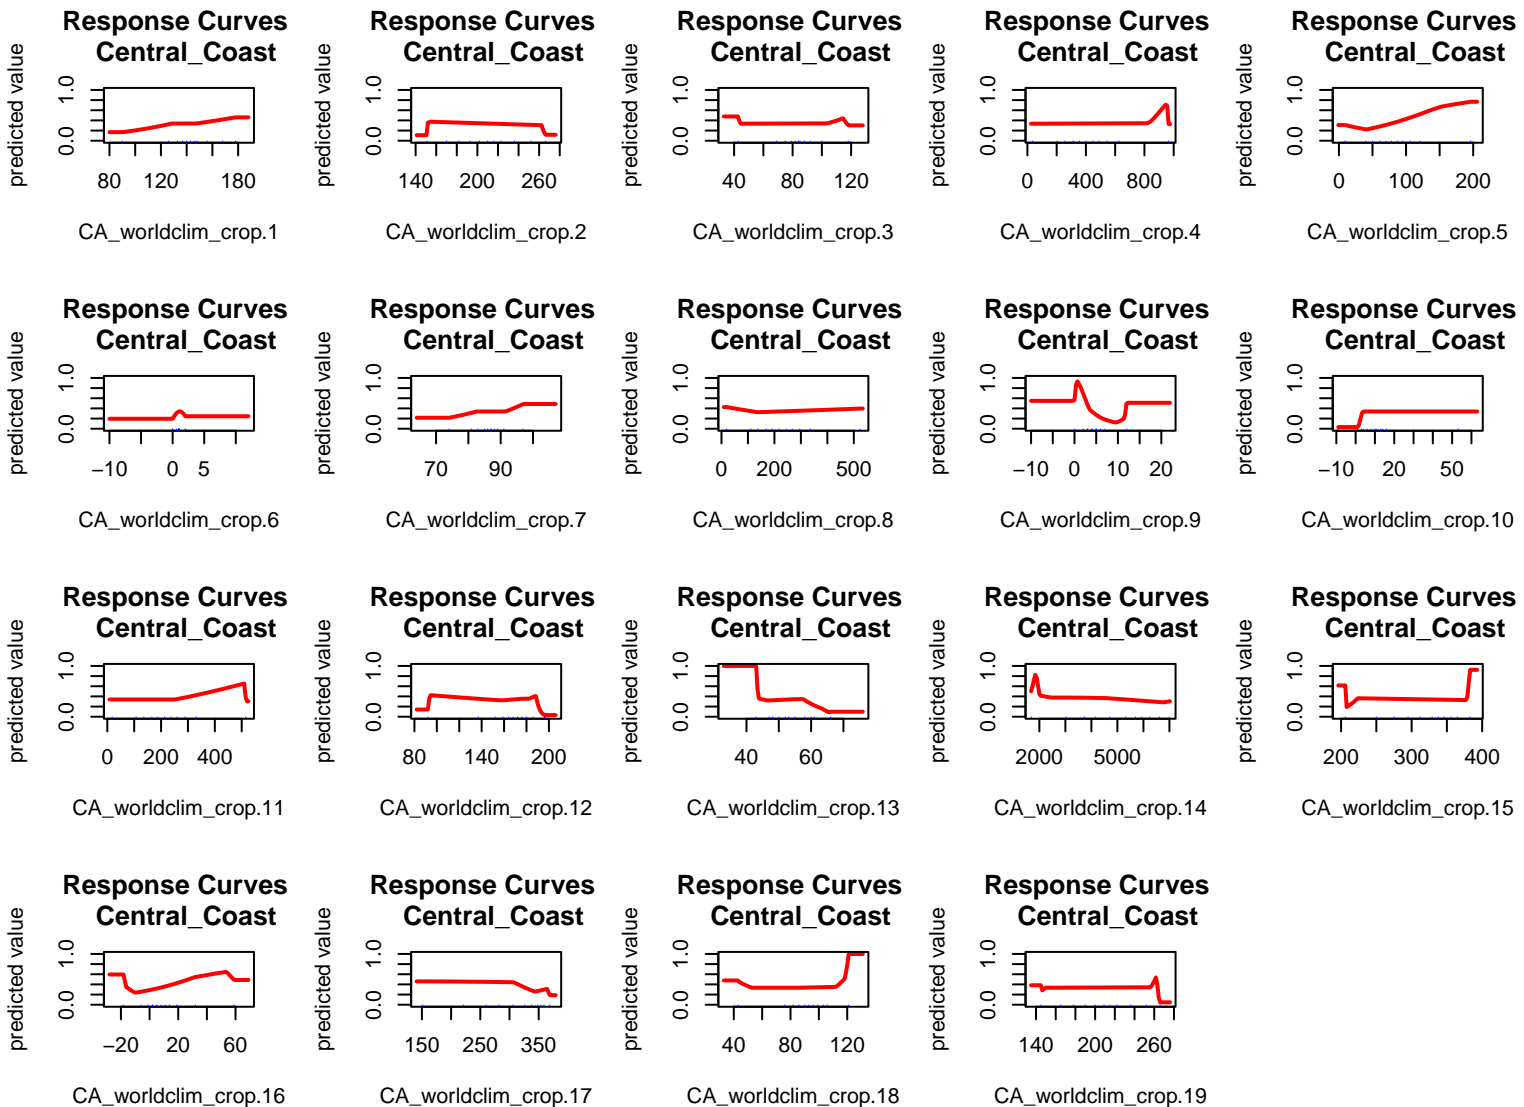 Response Curves
Central_Coast
predicted value
0.0 1.0
80 120 180
CA_worldclim_crop.1
Response Curves
Central_Coast
predicted value
0.0 1.0
140 200 260
CA_worldclim_crop.2
Response Curves
Central_Coast
predicted value
0.0 1.0
40 80 120
CA_worldclim_crop.3
Response Curves
Central_Coast
predicted value
0.0 1.0
0 400 800
CA_worldclim_crop.4
Response Curves
Central_Coast
predicted value
0.0 1.0
0 100 200
CA_worldclim_crop.5
Response Curves
Central_Coast
predicted value
0.0 1.0
−10 0 5
CA_worldclim_crop.6
Response Curves
Central_Coast
predicted value
0.0 1.0
70 90
CA_worldclim_crop.7
Response Curves
Central_Coast
predicted value
0.0 1.0
0 200 500
CA_worldclim_crop.8
Response Curves
Central_Coast
predicted value
0.0 1.0
−10 0 10 20
CA_worldclim_crop.9
Response Curves
Central_Coast
predicted value
0.0 1.0
−10 20 50
CA_worldclim_crop.10
Response Curves
Central_Coast
predicted value
0.0 1.0
0 200 400
CA_worldclim_crop.11
Response Curves
Central_Coast
predicted value
0.0 1.0
80 140 200
CA_worldclim_crop.12
Response Curves
Central_Coast
predicted value
0.0 1.0
40 60
CA_worldclim_crop.13
Response Curves
Central_Coast
predicted value
0.0 1.0
2000 5000
CA_worldclim_crop.14
Response Curves
Central_Coast
predicted value
0.0 1.0
200 300 400
CA_worldclim_crop.15
Response Curves
Central_Coast
predicted value
0.0 1.0
−20 20 60
CA_worldclim_crop.16
Response Curves
Central_Coast
predicted value
0.0 1.0
150 250 350
CA_worldclim_crop.17
Response Curves
Central_Coast
predicted value
0.0 1.0
40 80 120
CA_worldclim_crop.18
Response Curves
Central_Coast
predicted value
0.0 1.0
140 200 260
CA_worldclim_crop.19